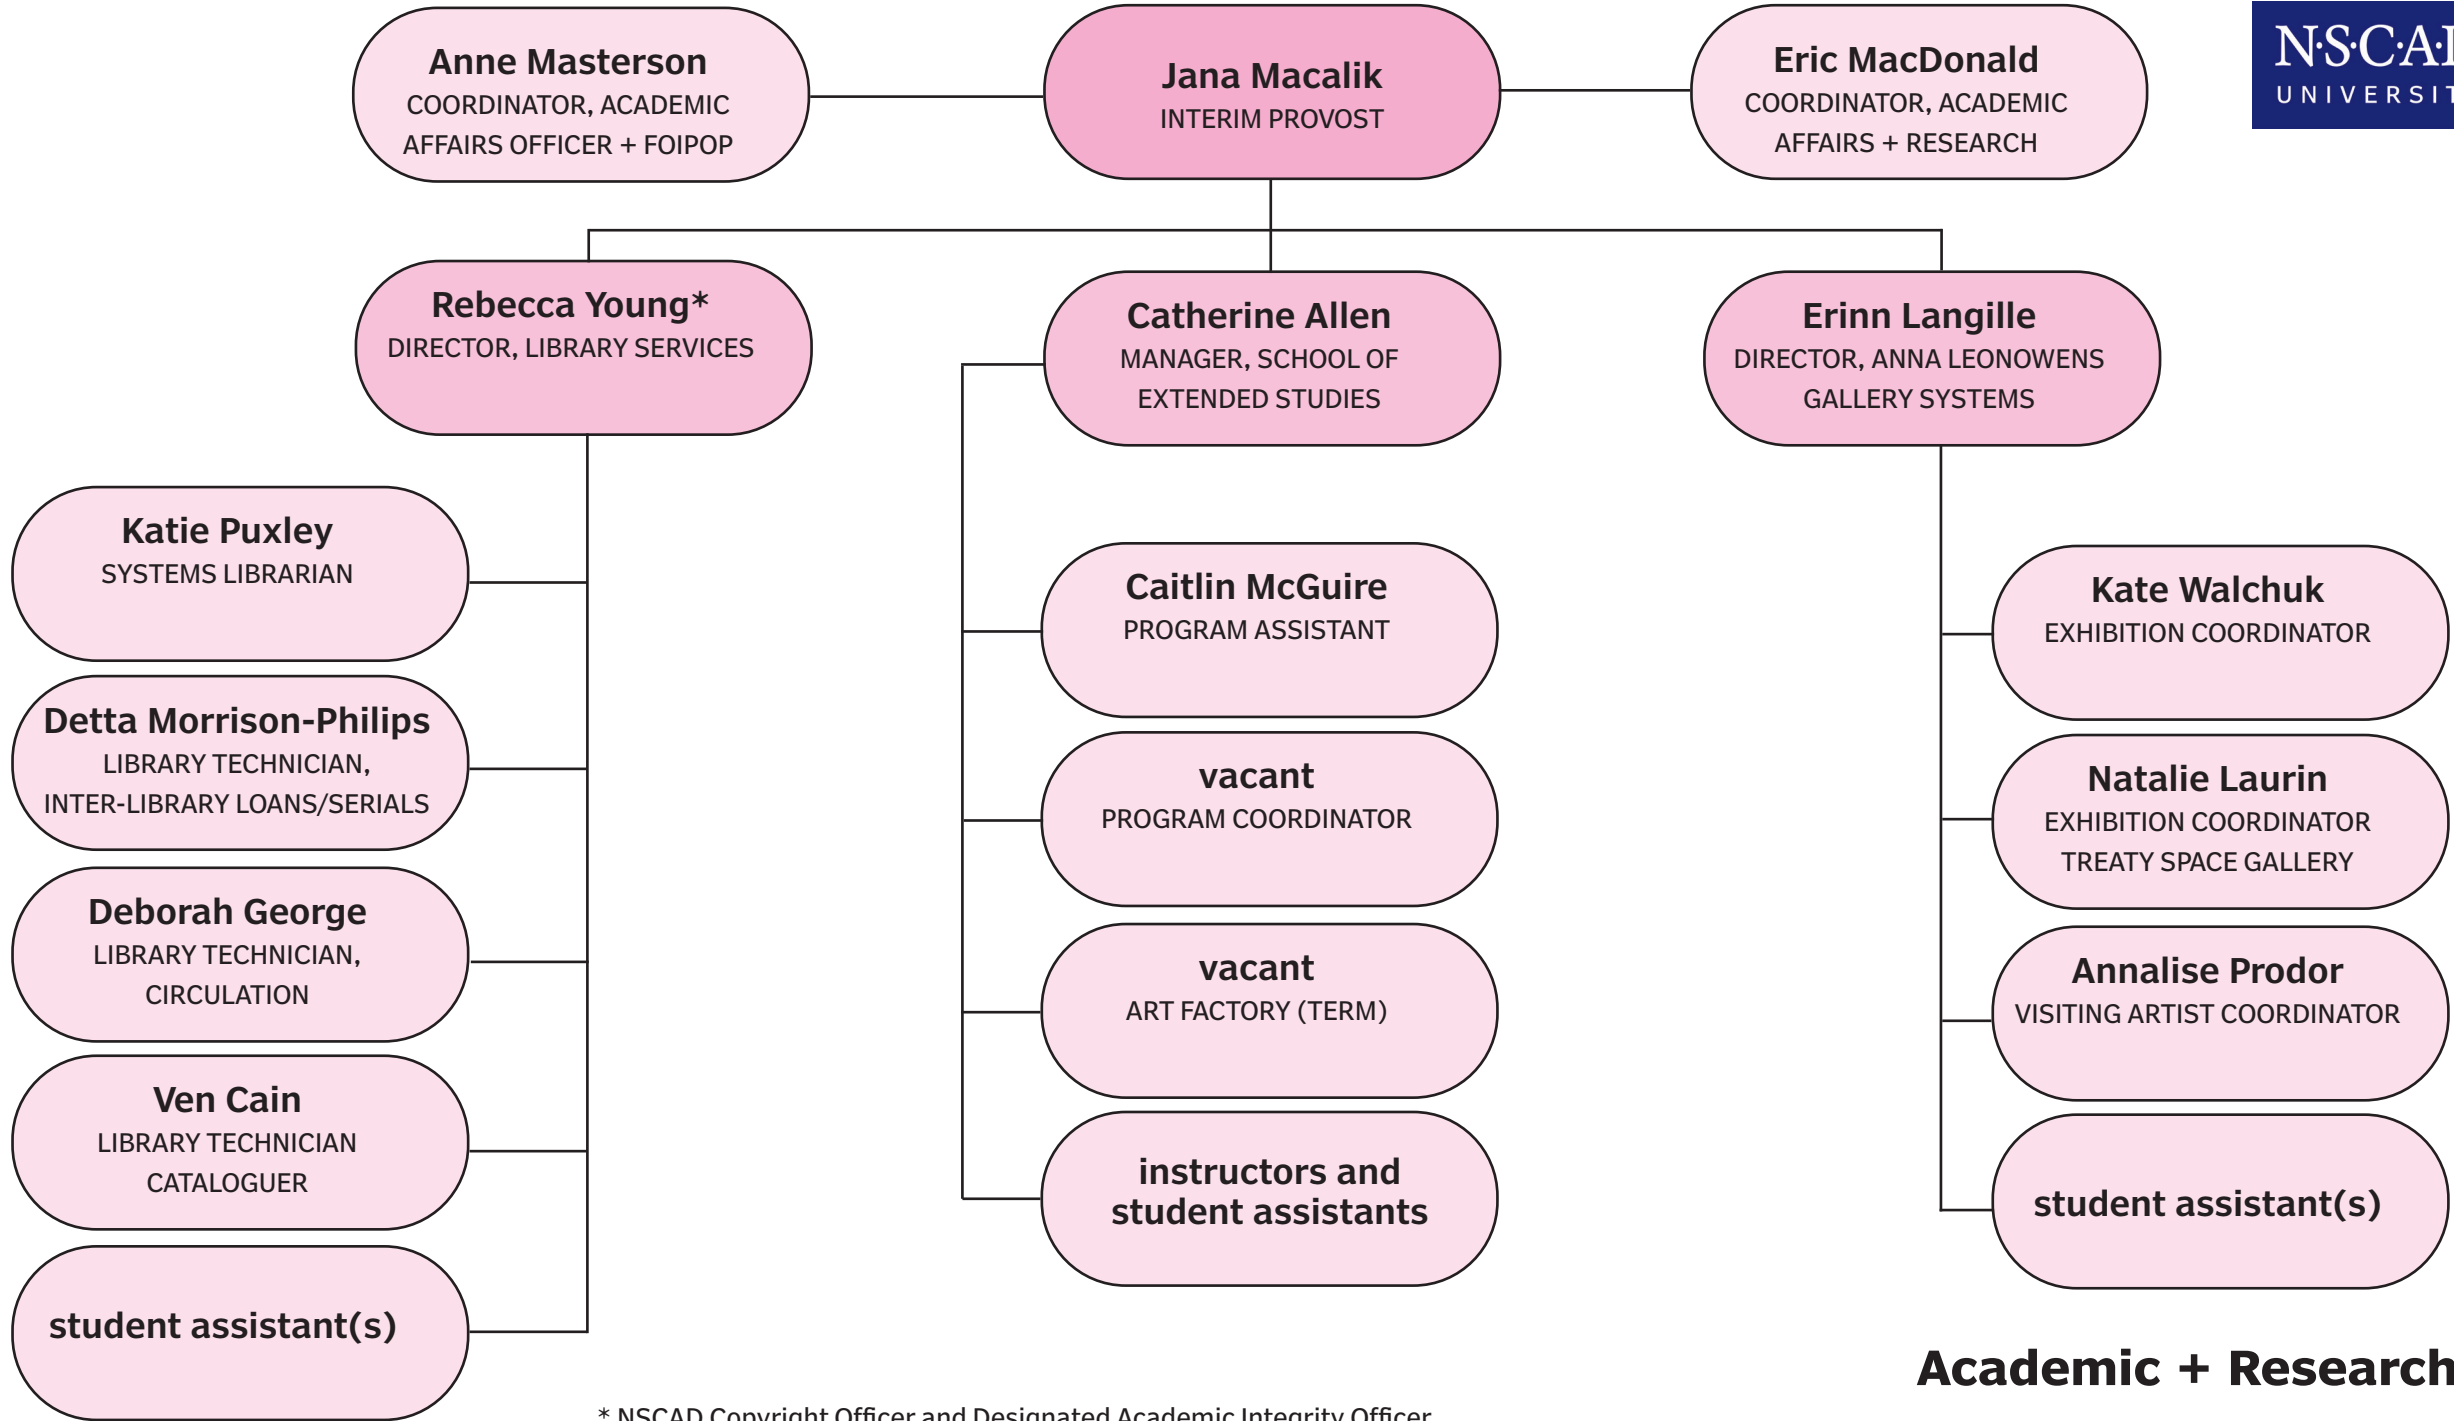 Anne Masterson
COORDINATOR, ACADEMIC
AFFAIRS OFFICER + FOIPOP
Jana Macalik
INTERIM PROVOST
Eric MacDonald
COORDINATOR, ACADEMIC
AFFAIRS + RESEARCH
N·S·C·A·D
UNIVERSIT
Rebecca Young*
DIRECTOR, LIBRARY SERVICES
Catherine Allen
MANAGER, SCHOOL OF
EXTENDED STUDIES
Erinn Langille
DIRECTOR, ANNA LEONOWENS
GALLERY SYSTEMS
Katie Puxley
SYSTEMS LIBRARIAN
Detta Morrison-Philips
LIBRARY TECHNICIAN,
INTER-LIBRARY LOANS/SERIALS
Deborah George
LIBRARY TECHNICIAN,
CIRCULATION
Ven Cain
LIBRARY TECHNICIAN
CATALOGUER
student assistant(s)
Caitlin McGuire
PROGRAM ASSISTANT
vacant
PROGRAM COORDINATOR
vacant
ART FACTORY (TERM)
instructors and
student assistants
Kate Walchuk
EXHIBITION COORDINATOR
Natalie Laurin
EXHIBITION COORDINATOR
TREATY SPACE GALLERY
Annalise Prodor
VISITING ARTIST COORDINATOR
student assistant(s)
Academic + Research
* NSCAD Copyright Officer and Designated Academic Integrity Officer